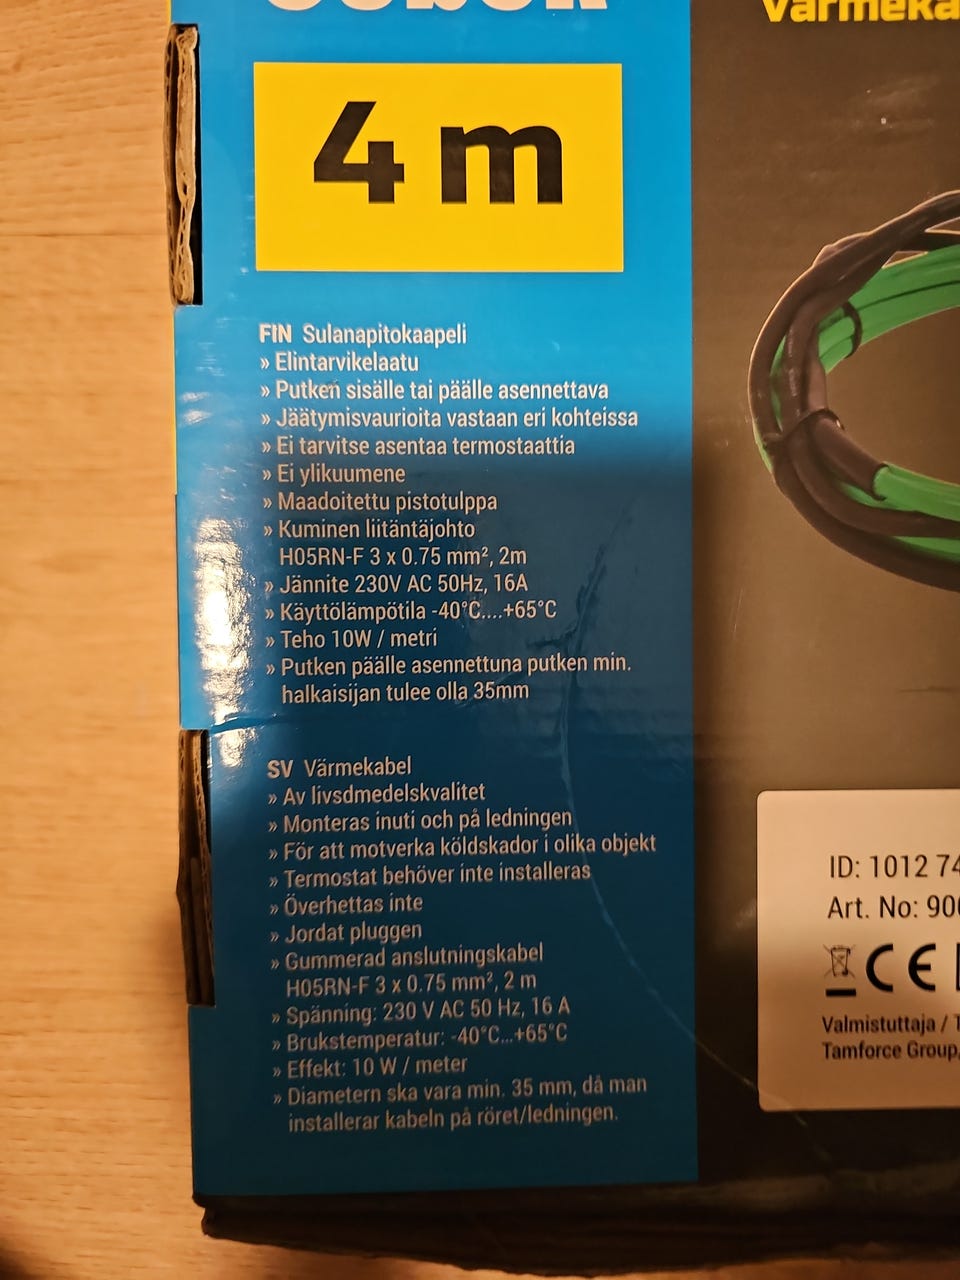 4 m
FIN Sulanapitokaapeli
» Elintarvikelaatu
» Putken sisälle tai päälle asennettava
» Jäätymisvaurioita vastaan eri kohteissa
» Ei tarvitse asentaa termostaattia
» Ei ylikuumene
» Maadoitettu pistotulppa
» Kuminen liitäntäjohto
H05RN-F 3 x 0.75 mm², 2m
» Jännite 230V AC 50Hz, 16A
» Käyttölämpötila -40°C....+65°C
» Teho 10W / metri
» Putken päälle asennettuna putken min.
halkaisijan tulee olla 35mm
SV Värmekabel
» Av livsdmedelskvalitet
» Monteras inuti och på ledningen
» För att motverka köldskador i olika objekt
» Termostat behöver inte installeras
» Överhettas inte
» Jordat pluggen
» Gummerad anslutningskabel
H05RN-F 3 x 0.75 mm², 2 m
» Spänning: 230 V AC 50 Hz, 16 A
» Brukstemperatur: -40°C...+65°C
» Effekt: 10 W / meter
» Diametern ska vara min. 35 mm, då man
installerar kabeln på röret/ledningen.
Värmeka
ID: 1012 74
Art. No: 90
CE
Valmistuttaja / T
Tamforce Group,